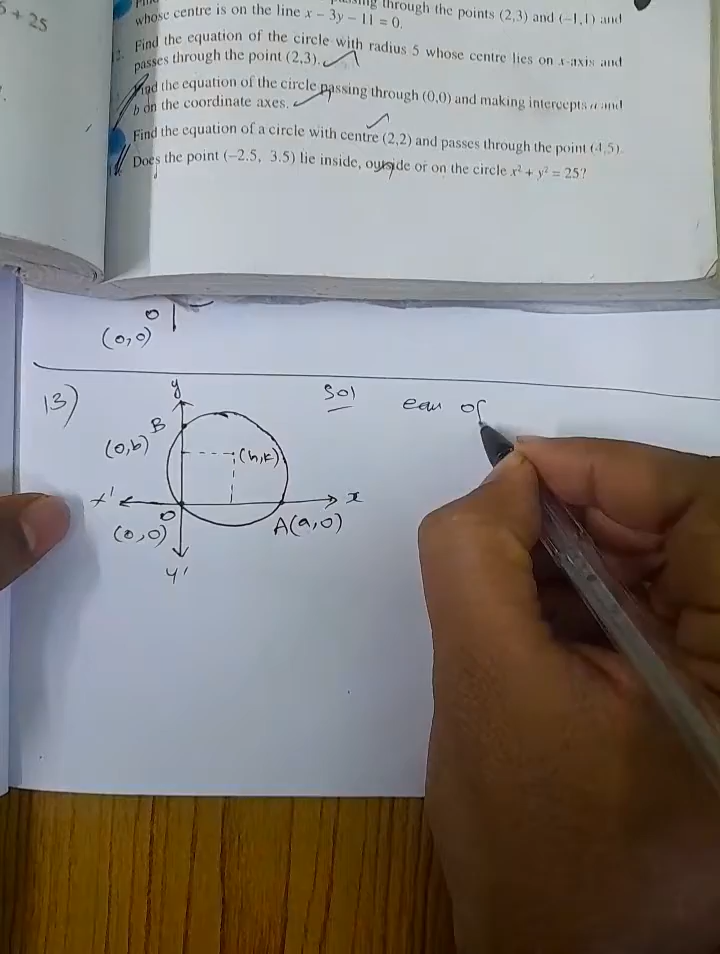 5 + 25
through the points (2,3) and (−1,1) and
whose centre is on the line x − 3y − 11 = 0.
12. Find the equation of the circle with radius 5 whose centre lies on x-axis and
passes through the point (2,3).
Find the equation of the circle passing through (0,0) and making intercepts a and
b on the coordinate axes.
Find the equation of a circle with centre (2,2) and passes through the point (4,5).
Does the point (−2.5, 3.5) lie inside, outside or on the circle x² + y² = 25?
0
(0,0)
13)
y
Sol
eqn of
B
(0,b)
(h,k)
x'
x
O
(0,0)
A(a,0)
y'